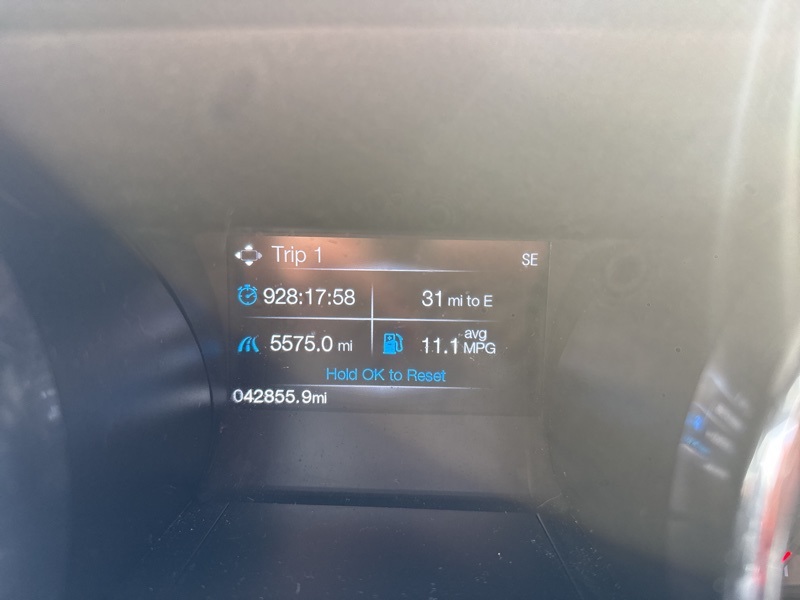 Trip 1
SE
928:17:58
31 mi to E
5575.0 mi
11.1 avg MPG
Hold OK to Reset
042855.9mi